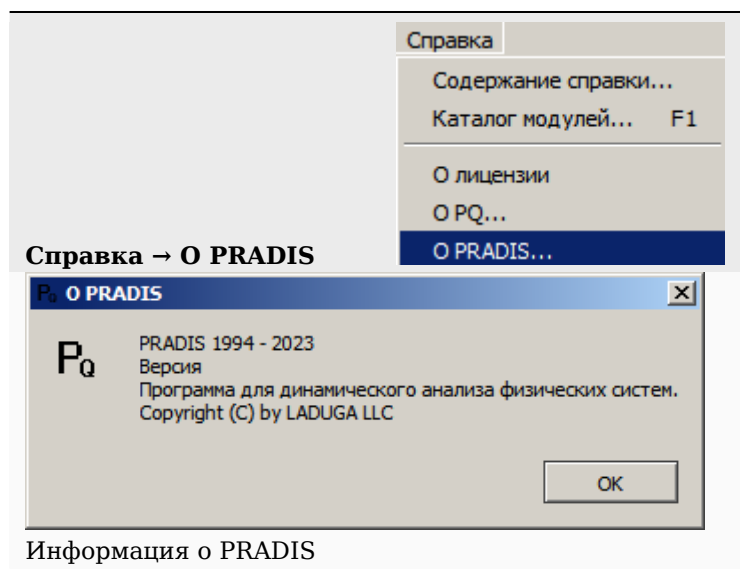 Справка
Содержание справки...
Каталог модулей... F1
О лицензии
О PQ...
О PRADIS...
Справка → О PRADIS
PQ О PRADIS
PQ
PRADIS 1994 - 2023
Версия
Программа для динамического анализа физических систем.
Copyright (C) by LADUGA LLC
OK
Информация о PRADIS